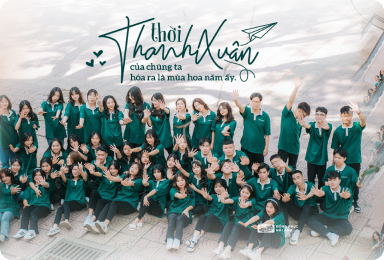 thời
Thanh Xuân
của chúng ta
hóa ra là mùa hoa năm ấy.